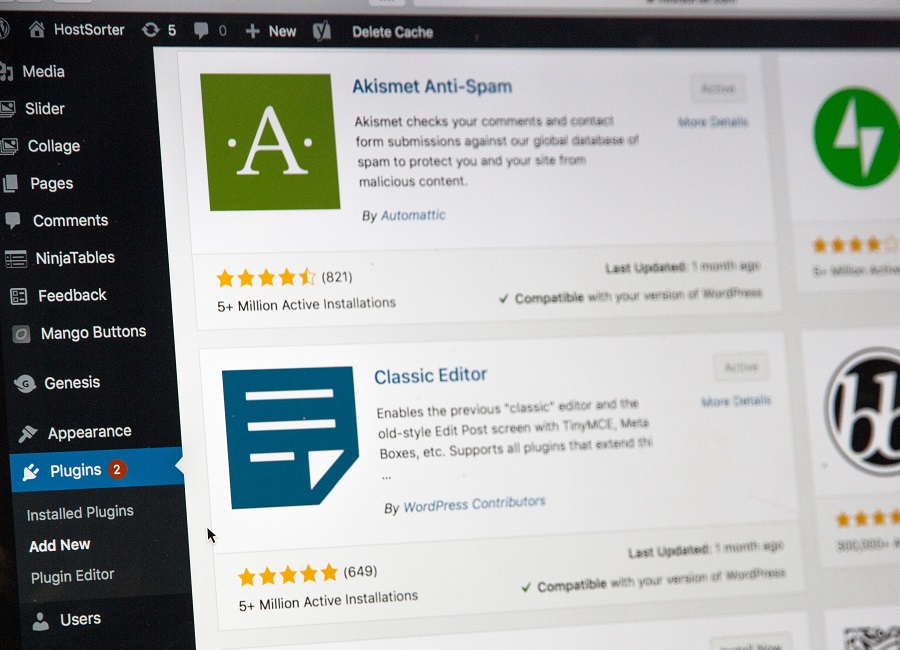 HostSorter 5 0 New Delete Cache
Media
Slider
Collage
Pages
Comments
NinjaTables
Feedback
Mango Buttons
Genesis
Appearance
Plugins 2
Installed Plugins
Add New
Plugin Editor
Users
A
Akismet Anti-Spam
Active
More Details
Akismet checks your comments and contact
form submissions against our global database of
spam to protect you and your site from
malicious content.
By Automattic
(821)
5+ Million Active Installations
Last Updated: 1 month ago
Compatible with your version of WordPress
Classic Editor
Active
More Details
Enables the previous "classic" editor and the
old-style Edit Post screen with TinyMCE, Meta
Boxes, etc. Supports all plugins that extend thi
...
By WordPress Contributors
(649)
5+ Million Active Installations
Last Updated: 1 month ago
Compatible with your version of WordPress
5+ Million Active
bb
Install Now